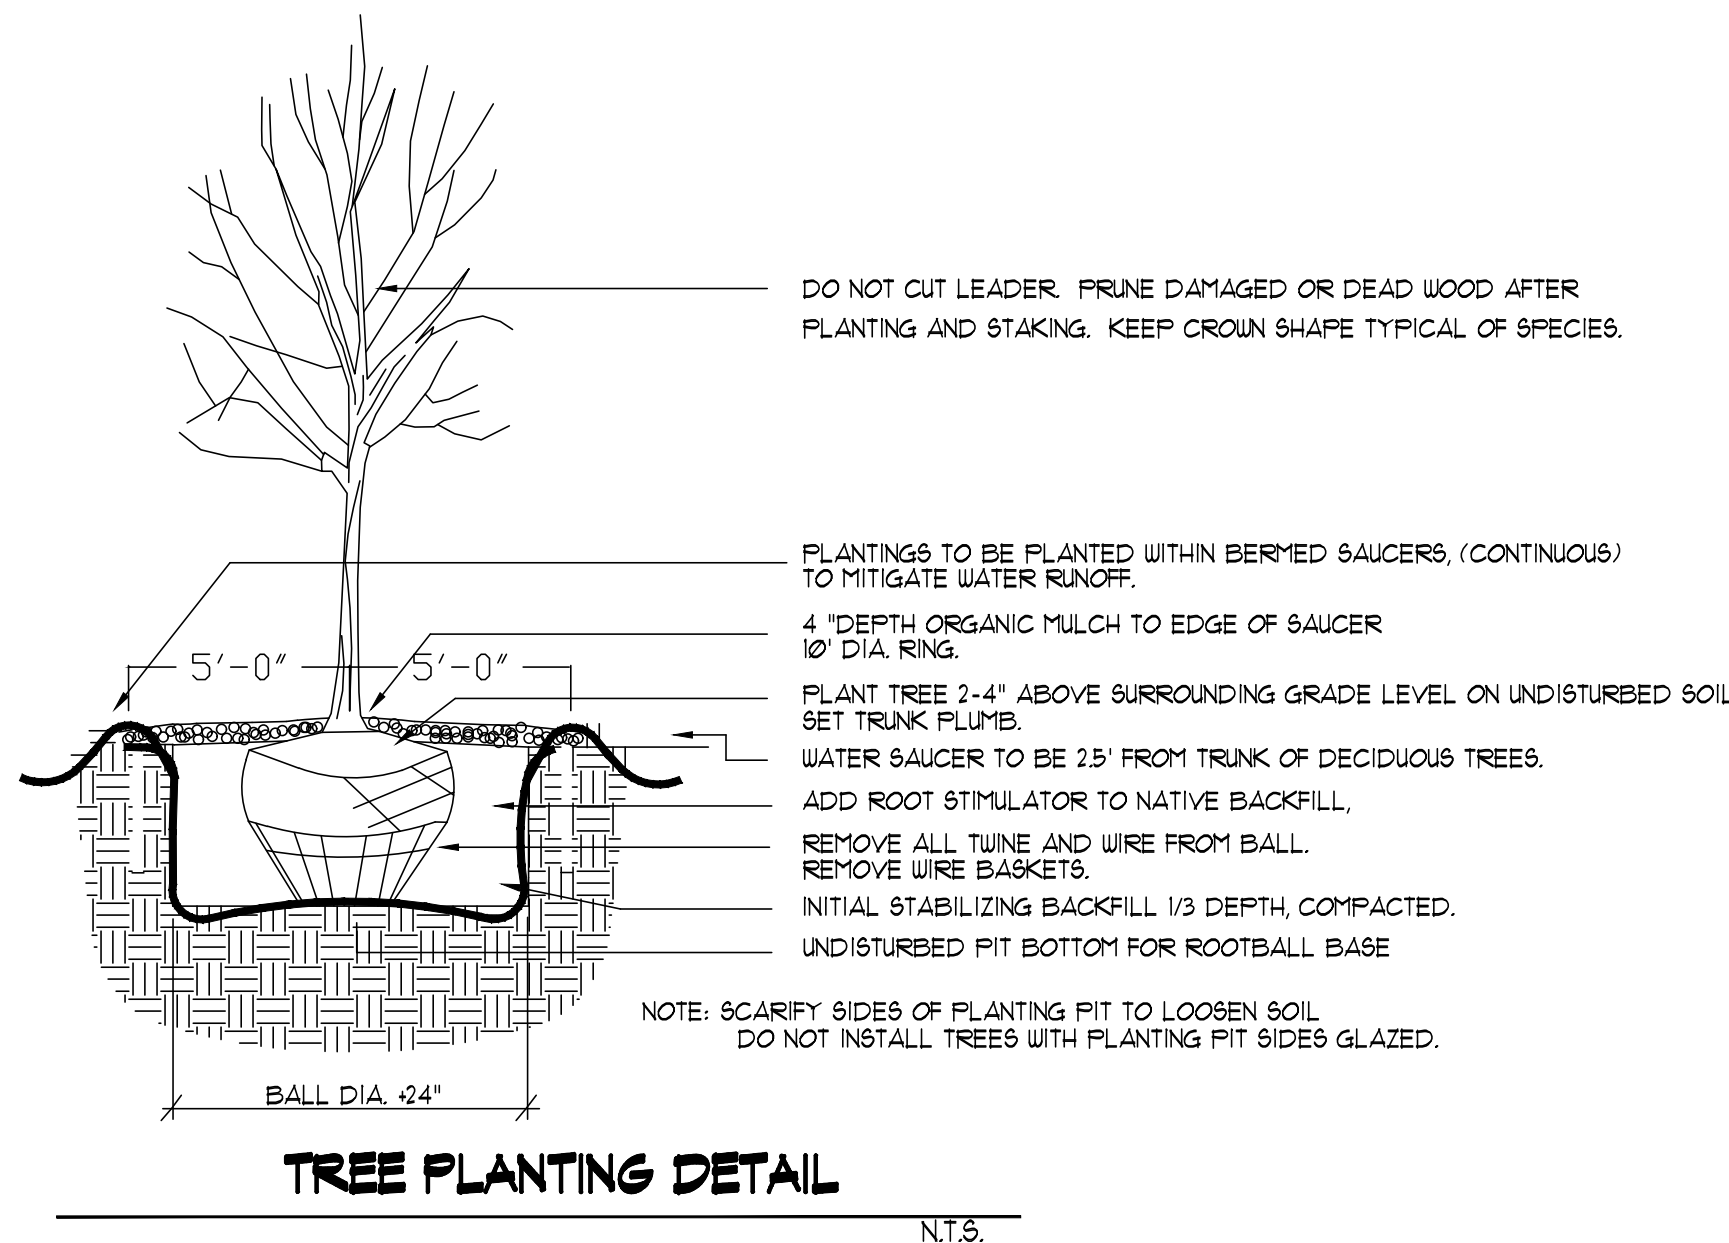 DO NOT CUT LEADER. PRUNE DAMAGED OR DEAD WOOD AFTER
PLANTING AND STAKING. KEEP CROWN SHAPE TYPICAL OF SPECIES.
PLANTINGS TO BE PLANTED WITHIN BERMED SAUCERS, (CONTINUOUS)
TO MITIGATE WATER RUNOFF.
4 "DEPTH ORGANIC MULCH TO EDGE OF SAUCER
10' DIA. RING.
5'-0" 5'-0"
PLANT TREE 2-4" ABOVE SURROUNDING GRADE LEVEL ON UNDISTURBED SOIL
SET TRUNK PLUMB.
WATER SAUCER TO BE 2.5' FROM TRUNK OF DECIDUOUS TREES.
ADD ROOT STIMULATOR TO NATIVE BACKFILL,
REMOVE ALL TWINE AND WIRE FROM BALL.
REMOVE WIRE BASKETS.
INITIAL STABILIZING BACKFILL 1/3 DEPTH, COMPACTED.
UNDISTURBED PIT BOTTOM FOR ROOTBALL BASE
NOTE: SCARIFY SIDES OF PLANTING PIT TO LOOSEN SOIL
DO NOT INSTALL TREES WITH PLANTING PIT SIDES GLAZED.
BALL DIA. +24"
TREE PLANTING DETAIL
N.T.S.